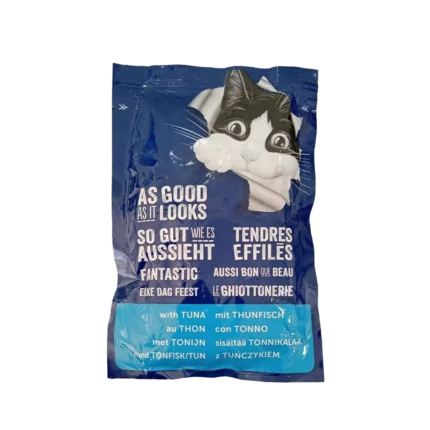 AS GOOD
AS IT LOOKS
SO GUT WIE ES
AUSSIEHT
TENDRES
EFFILÉS
FANTASTIC
AUSSI BON QUE BEAU
ELKE DAG FEEST
LE GHIOTTONERIE
with TUNA
mit THUNFISCH
au THON
con TONNO
met TONIJN
sisältää TONNIKALAA
med TONFISK/TUN
z TUŃCZYKIEM